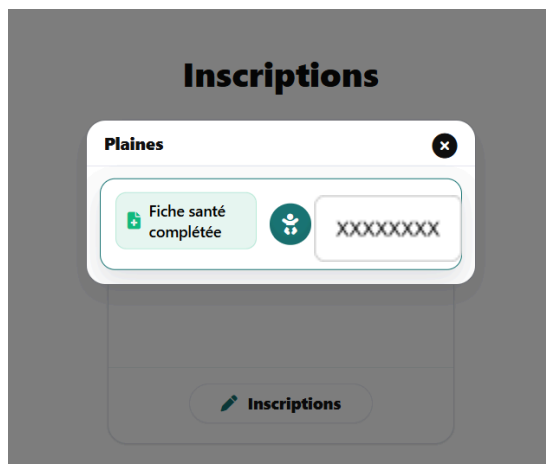 Inscriptions
Plaines
Fiche santé
complétée
XXXXXXXX
Inscriptions